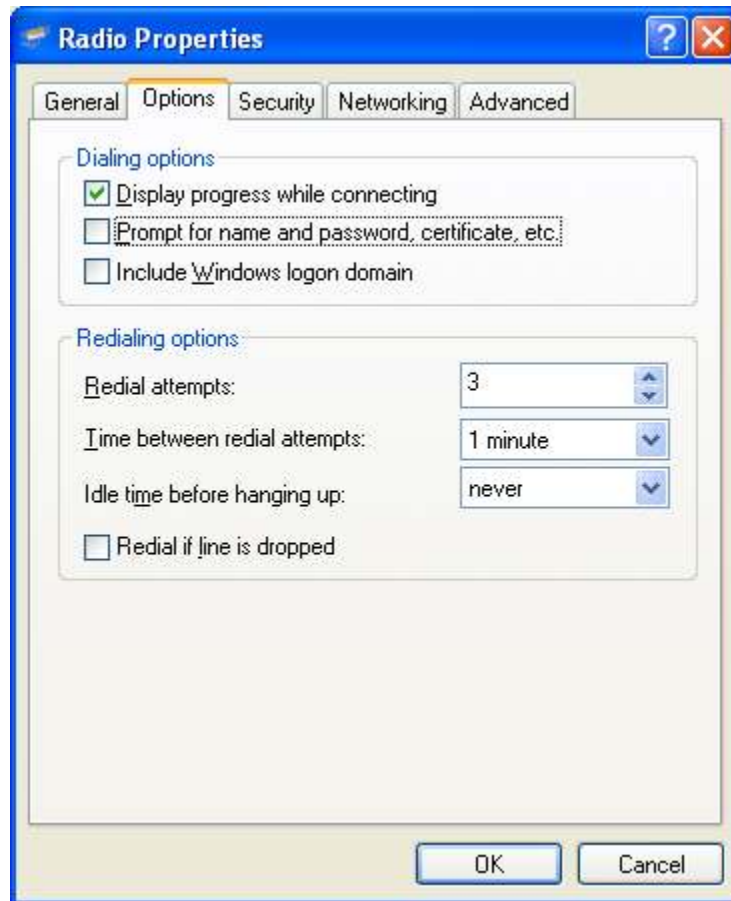 Radio Properties
General Options Security Networking Advanced
Dialing options
Display progress while connecting
Prompt for name and password, certificate, etc.
Include Windows logon domain
Redialing options
Redial attempts: 3
Time between redial attempts: 1 minute
Idle time before hanging up: never
Redial if line is dropped
OK Cancel